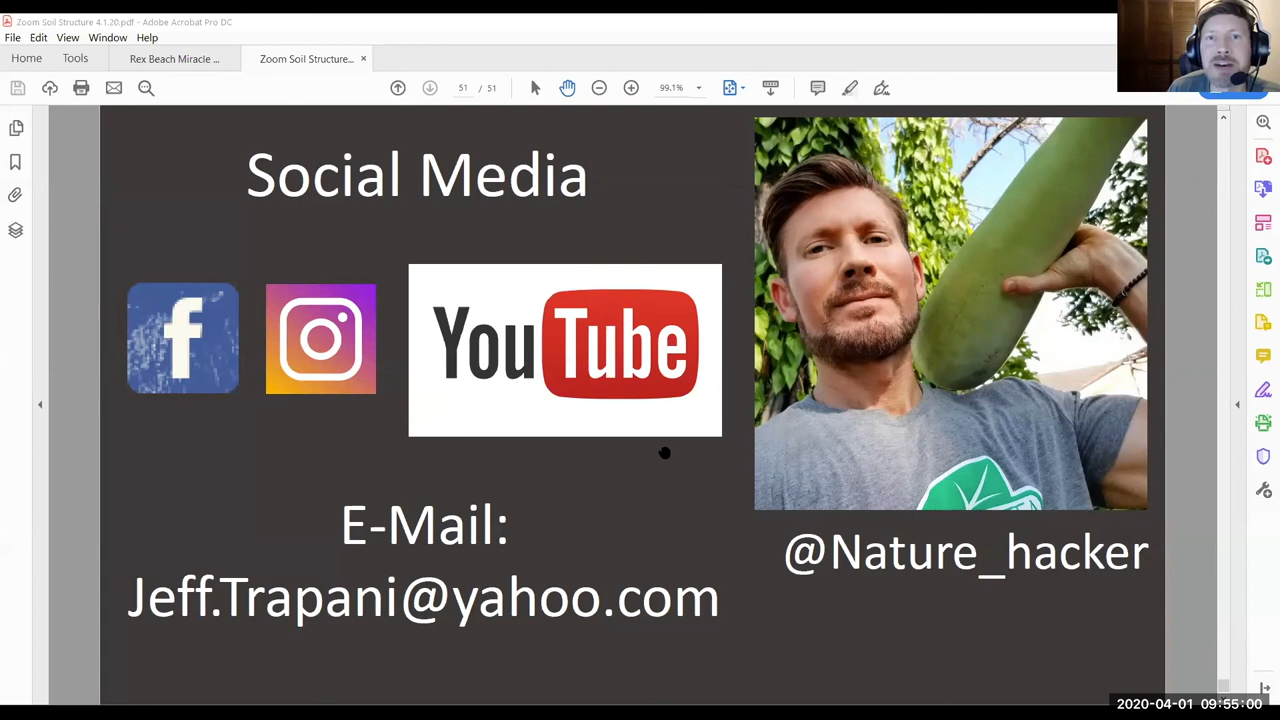 Zoom Soil Structure 4.1.20.pdf - Adobe Acrobat Pro DC
File Edit View Window Help
Home Tools Rex Beach Miracle ... Zoom Soil Structure... ×
51 / 51 99.1%
Social Media
f
YouTube
E-Mail:
Jeff.Trapani@yahoo.com
@Nature_hacker
2020-04-01 09:55:00